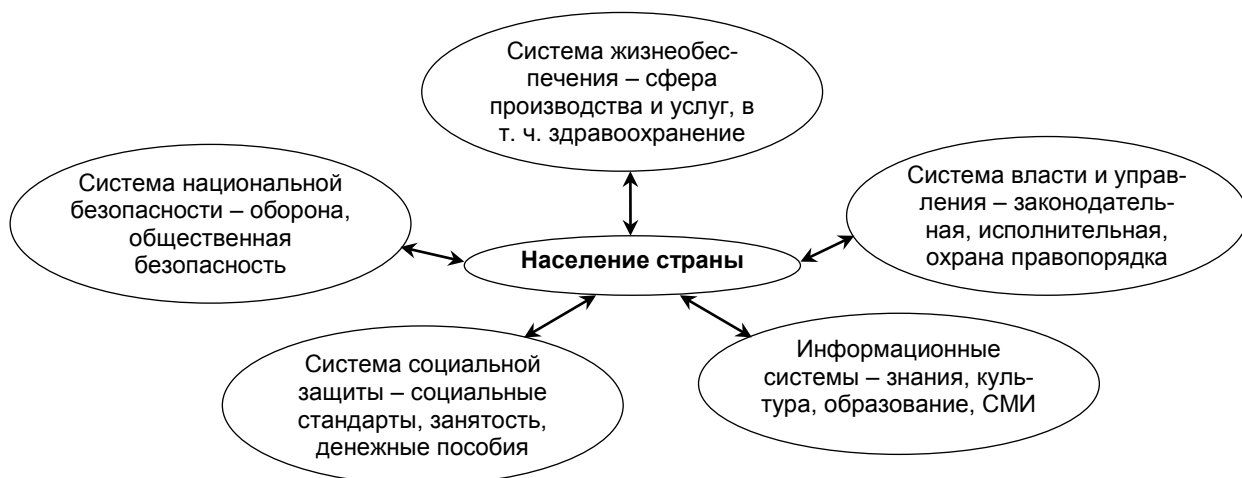 Система жизнеобес-
печения – сфера
производства и услуг, в
т. ч. здравоохранение
Система национальной
безопасности – оборона,
общественная
безопасность
Система власти и управ-
ления – законодатель-
ная, исполнительная,
охрана правопорядка
Население страны
Система социальной
защиты – социальные
стандарты, занятость,
денежные пособия
Информационные
системы – знания, куль-
тура, образование, СМИ